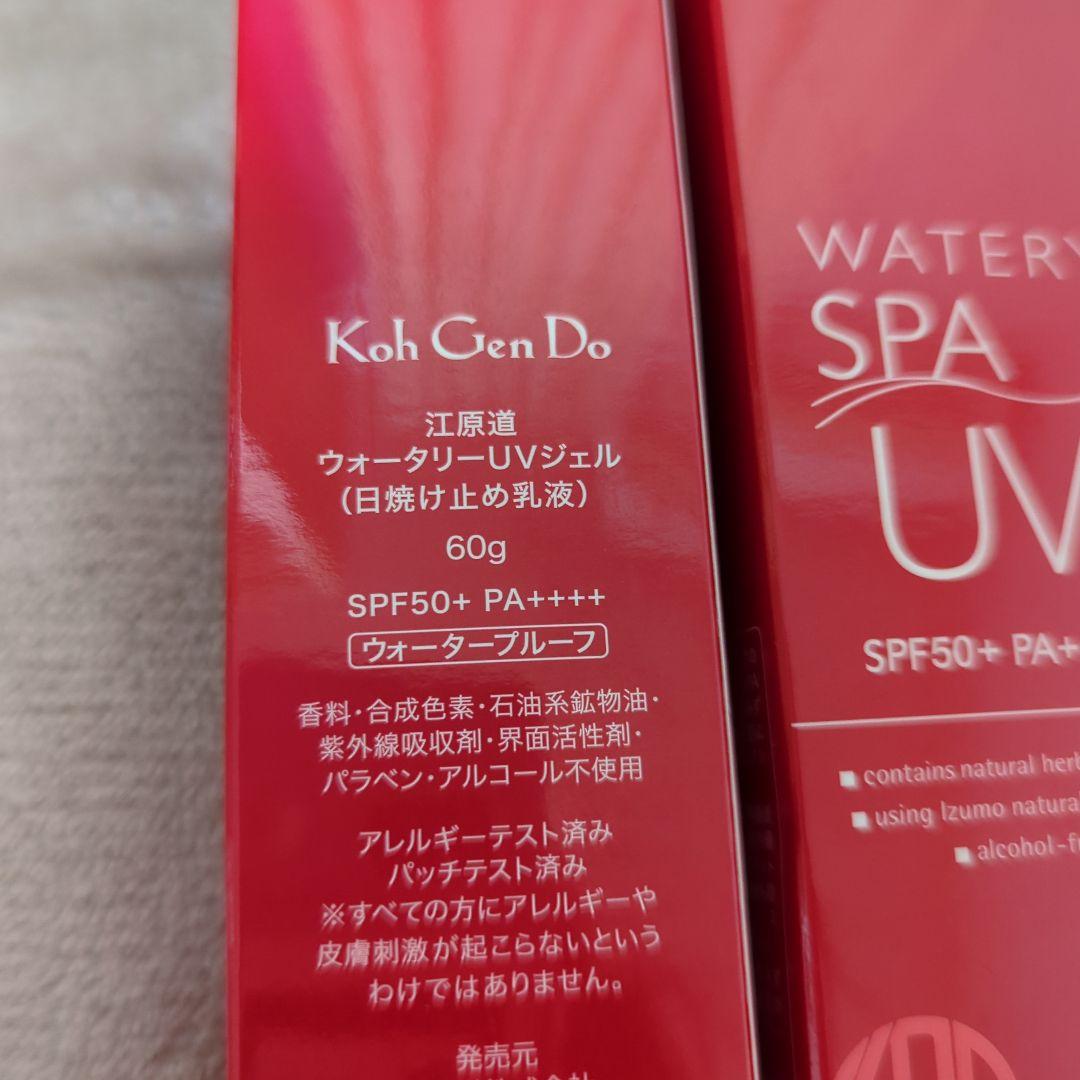 Koh Gen Do
江原道
ウォータリーUVジェル
（日焼け止め乳液）
60g
SPF50+ PA++++
ウォータープルーフ
香料・合成色素・石油系鉱物油・
紫外線吸収剤・界面活性剤・
パラベン・アルコール不使用
アレルギーテスト済み
パッチテスト済み
※すべての方にアレルギーや
皮膚刺激が起こらないという
わけではありません。
発売元
WATERY
SPA
UV
SPF50+ PA+
contains natural herb
using Izumo natural
alcohol-f